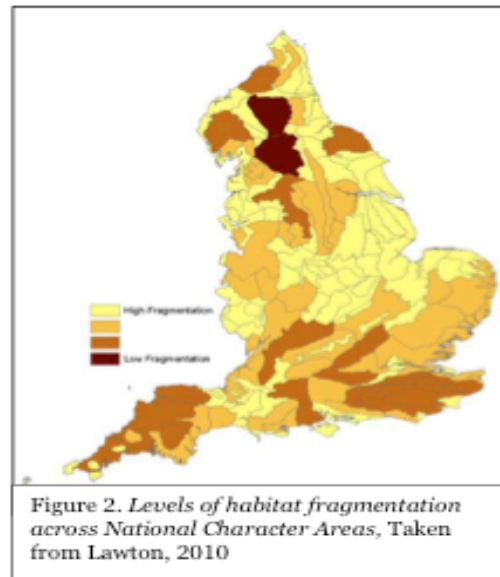 High Fragmentation
Low Fragmentation
Figure 2. Levels of habitat fragmentation
across National Character Areas, Taken
from Lawton, 2010